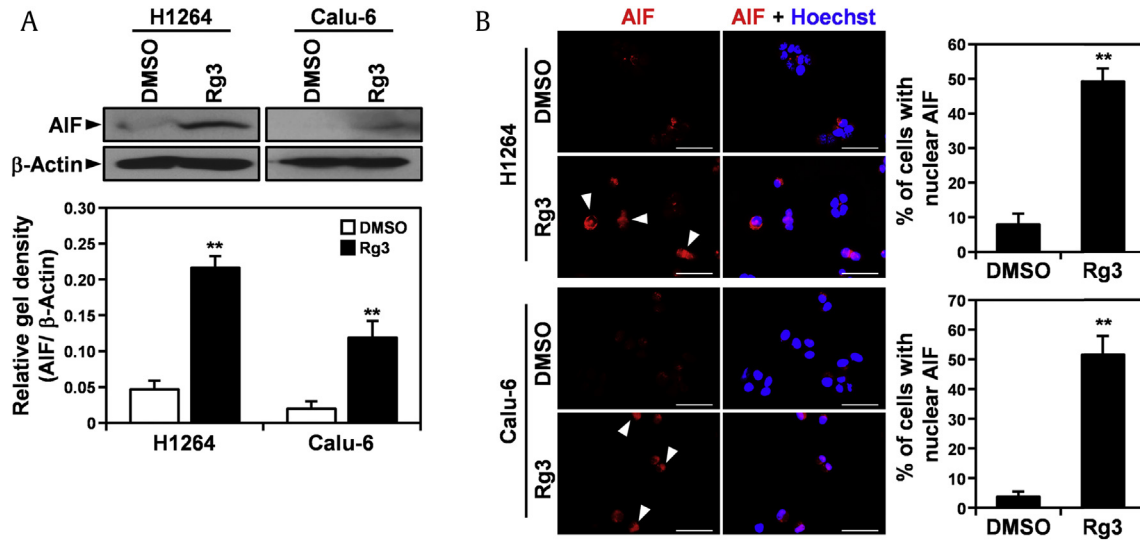 A
H1264
Calu-6
DMSO
Rg3
DMSO
Rg3
AIF
β-Actin
Relative gel density
(AIF/ β-Actin)
0.30
0.25
0.20
0.15
0.10
0.05
0
DMSO
Rg3
**
**
H1264
Calu-6
B
AIF
AIF + Hoechst
H1264
DMSO
Rg3
Calu-6
DMSO
Rg3
% of cells with
nuclear AIF
60
50
40
30
20
10
0
**
DMSO
Rg3
% of cells with
nuclear AIF
70
60
50
40
30
20
10
0
**
DMSO
Rg3